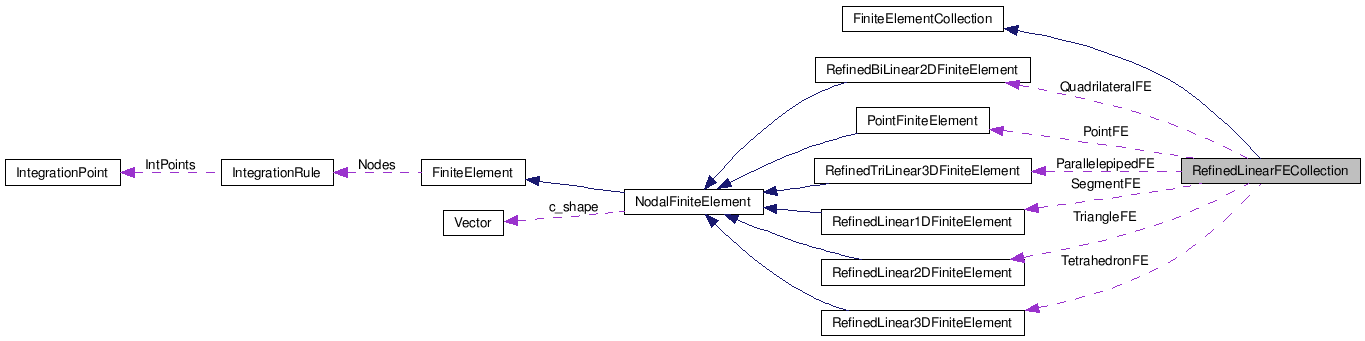 FiniteElementCollection
RefinedBiLinear2DFiniteElement
QuadrilateralFE
PointFiniteElement
PointFE
IntegrationPoint
IntPoints
IntegrationRule
Nodes
FiniteElement
RefinedTriLinear3DFiniteElement
ParallelepipedFE
RefinedLinearFECollection
SegmentFE
NodalFiniteElement
c_shape
Vector
RefinedLinear1DFiniteElement
TriangleFE
RefinedLinear2DFiniteElement
TetrahedronFE
RefinedLinear3DFiniteElement